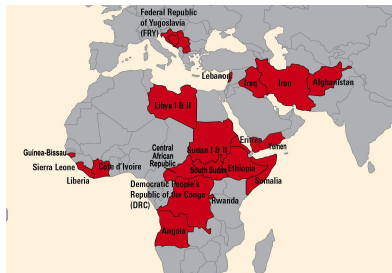 Federal Republic
of Yugoslavia
(FRY)
Lebanon
Iraq
Iran
Afghanistan
Libya I & II
Guinea-Bissau
Sierra Leone
Liberia
Côte d'Ivoire
Central
African
Republic
Sudan I & II
Eritrea
Yemen
South Sudan
Ethiopia
Democratic People's
Republic of the Congo
(DRC)
Somalia
Rwanda
Angola